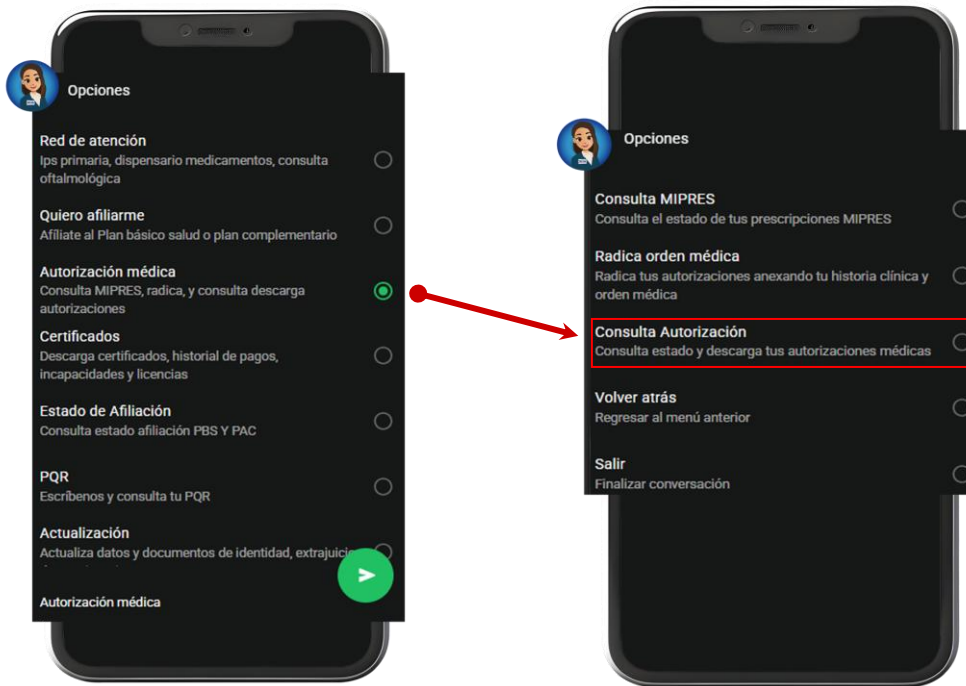 Opciones
Red de atención
Ips primaria, dispensario medicamentos, consulta
oftalmológica
Quiero afiliarme
Afíliate al Plan básico salud o plan complementario
Autorización médica
Consulta MIPRES, radica, y consulta descarga
autorizaciones
Certificados
Descarga certificados, historial de pagos,
incapacidades y licencias
Estado de Afiliación
Consulta estado afiliación PBS Y PAC
PQR
Escríbenos y consulta tu PQR
Actualización
Actualiza datos y documentos de identidad,
Autorización médica
Opciones
Consulta MIPRES
Consulta el estado de tus prescripciones MIPRES
Radica orden médica
Radica tus autorizaciones anexando tu historia clínica y
orden médica
Consulta Autorización
Consulta estado y descarga tus autorizaciones médicas
Volver atrás
Regresar al menú anterior
Salir
Finalizar conversación